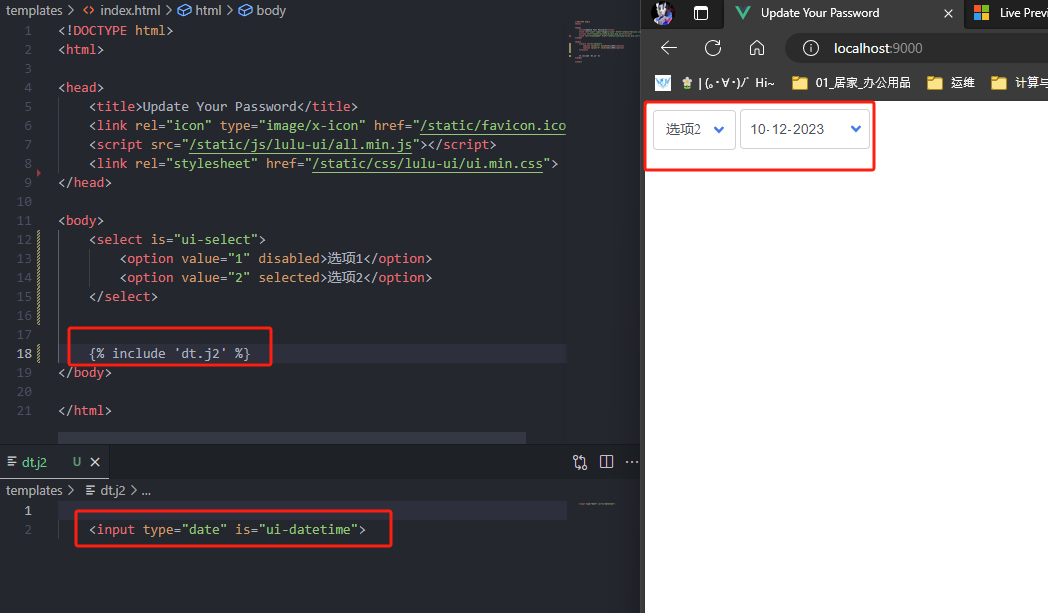 templates > <> index.html > html > body
1 <!DOCTYPE html>
2 <html>
3
4 <head>
5 <title>Update Your Password</title>
6 <link rel="icon" type="image/x-icon" href="/static/favicon.ico
7 <script src="/static/js/lulu-ui/all.min.js"></script>
8 <link rel="stylesheet" href="/static/css/lulu-ui/ui.min.css">
9 </head>
10
11 <body>
12 <select is="ui-select">
13 <option value="1" disabled>选项1</option>
14 <option value="2" selected>选项2</option>
15 </select>
16
17
18 {% include 'dt.j2' %}
19 </body>
20
21 </html>
dt.j2 U
templates > dt.j2 > ...
1
2 <input type="date" is="ui-datetime">
Update Your Password
Live Previ
localhost:9000
|(｡･∀･)ﾉﾞ Hi~ 01_居家_办公用品 运维 计算与
选项2 10-12-2023